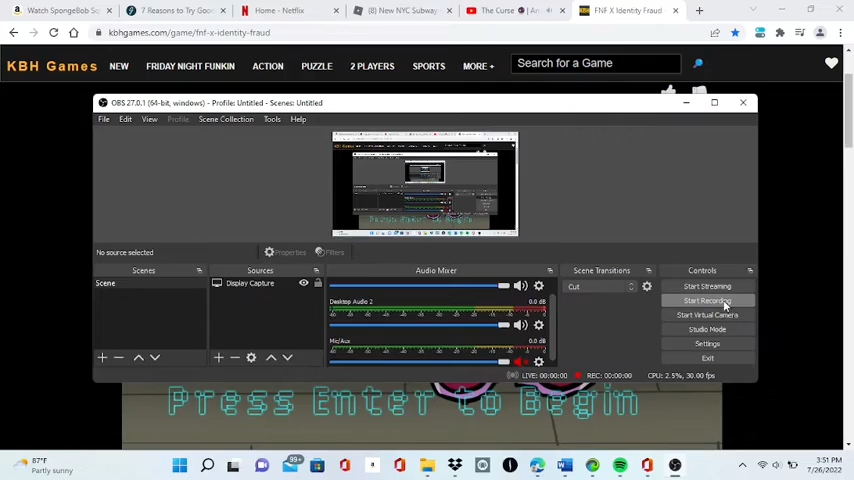 Watch SpongeBob Sq
7 Reasons to Try Good
Home - Netflix
(8) New NYC Subway
The Curse
FNF X Identity Fraud
kbhgames.com/game/fnf-x-identity-fraud
KBH Games NEW FRIDAY NIGHT FUNKIN ACTION PUZZLE 2 PLAYERS SPORTS MORE + Search for a Game
OBS 27.0.1 (64-bit, windows) - Profile: Untitled - Scenes: Untitled
File Edit View Profile Scene Collection Tools Help
No source selected Properties Filters
Scenes Sources Audio Mixer Scene Transitions Controls
Scene Display Capture Cut Start Streaming
Desktop Audio 2 0.0 dB Start Recording
Start Virtual Camera
Studio Mode
Mic/Aux 0.0 dB Settings
Exit
LIVE: 00:00:00 REC: 00:00:00 CPU: 2.5%, 30.00 fps
Press Enter to Begin
87°F
Partly sunny
99+
3:51 PM
7/26/2022